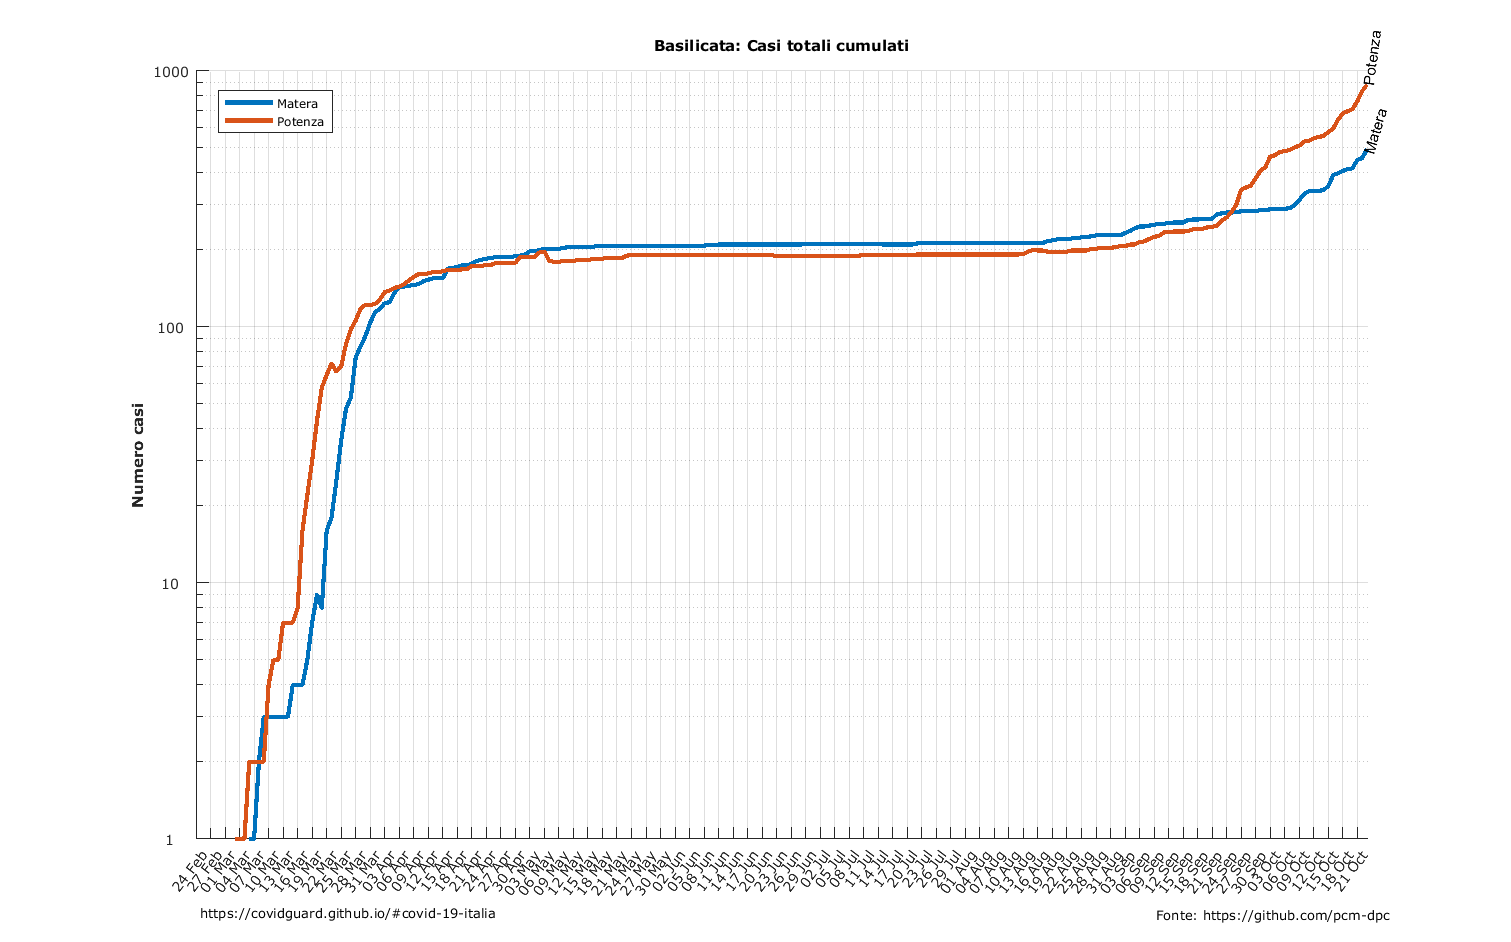 Basilicata: Casi totali cumulati
Potenza
Matera
1000
100
10
1
Matera
Potenza
Numero casi
24 Feb
27 Feb
01 Mar
04 Mar
07 Mar
10 Mar
13 Mar
16 Mar
19 Mar
22 Mar
25 Mar
28 Mar
31 Mar
03 Apr
06 Apr
09 Apr
12 Apr
15 Apr
18 Apr
21 Apr
24 Apr
27 Apr
30 Apr
03 May
06 May
09 May
12 May
15 May
18 May
21 May
24 May
27 May
30 May
02 Jun
05 Jun
08 Jun
11 Jun
14 Jun
17 Jun
20 Jun
23 Jun
26 Jun
29 Jun
02 Jul
05 Jul
08 Jul
11 Jul
14 Jul
17 Jul
20 Jul
23 Jul
26 Jul
29 Jul
01 Aug
04 Aug
07 Aug
10 Aug
13 Aug
16 Aug
19 Aug
22 Aug
25 Aug
28 Aug
31 Aug
03 Sep
06 Sep
09 Sep
12 Sep
15 Sep
18 Sep
21 Sep
24 Sep
27 Sep
30 Sep
03 Oct
06 Oct
09 Oct
12 Oct
15 Oct
18 Oct
21 Oct
https://covidguard.github.io/#covid-19-italia
Fonte: https://github.com/pcm-dpc